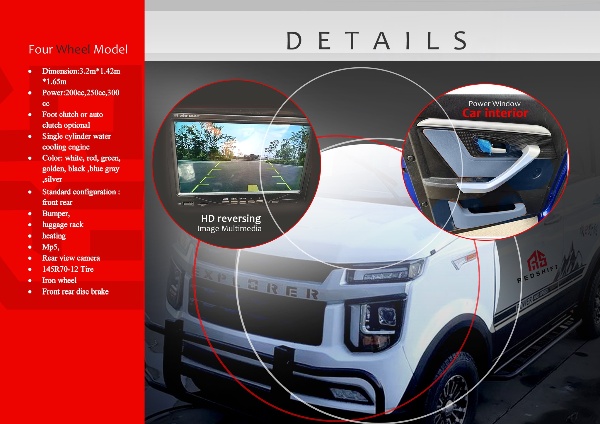 DETAILS
Four Wheel Model
• Dimension:3.2m*1.42m
*1.65m
• Power:200cc,250cc,300
cc
• Foot clutch or auto
clutch optional
• Single cylinder water
cooling engine
• Color: white, red, green,
golden, black ,blue gray
,silver
• Standard configuration :
front rear
• Bumper,
• luggage rack
• heating
• Mp5,
• Rear view camera
• 145R70-12 Tire
• Iron wheel
• Front rear disc brake
HD reversing
Image Multimedia
Power Window
Car interior
EXPLORER
REDSHIFT